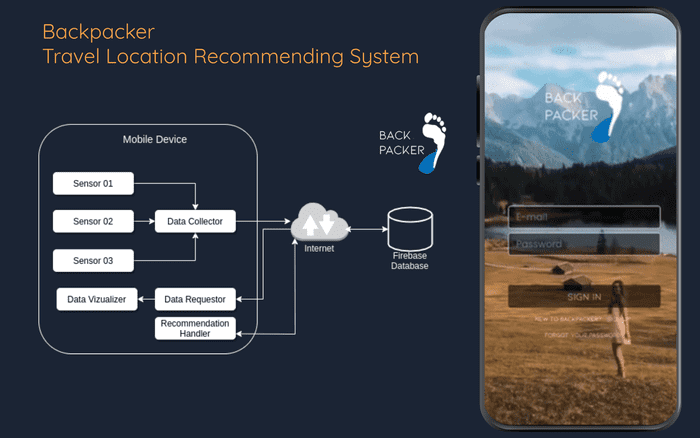 Backpacker
Travel Location Recommending System
Mobile Device
Sensor 01
Sensor 02
Data Collector
Sensor 03
Data Vizualizer
Data Requestor
Recommendation
Handler
Internet
Firebase
Database
BACK
PACKER
BACK
PACKER
E-mail
Password
SIGN IN
NEW TO BACKPACKER?
FORGOT YOUR PASSWORD